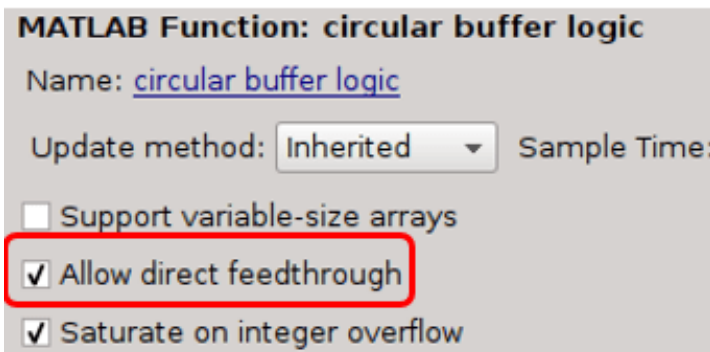 MATLAB Function: circular buffer logic
Name: circular buffer logic
Update method: Inherited Sample Time:
Support variable-size arrays
Allow direct feedthrough
Saturate on integer overflow